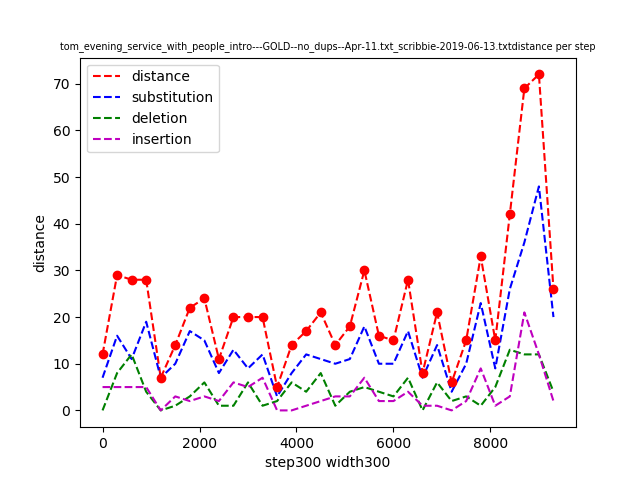 tom_evening_service_with_people_intro---GOLD--no_dups--Apr-11.txt_scribbie-2019-06-13.txtdistance per step
distance
substitution
deletion
insertion
70
60
50
40
30
20
10
0
distance
0
2000
4000
6000
8000
step300 width300